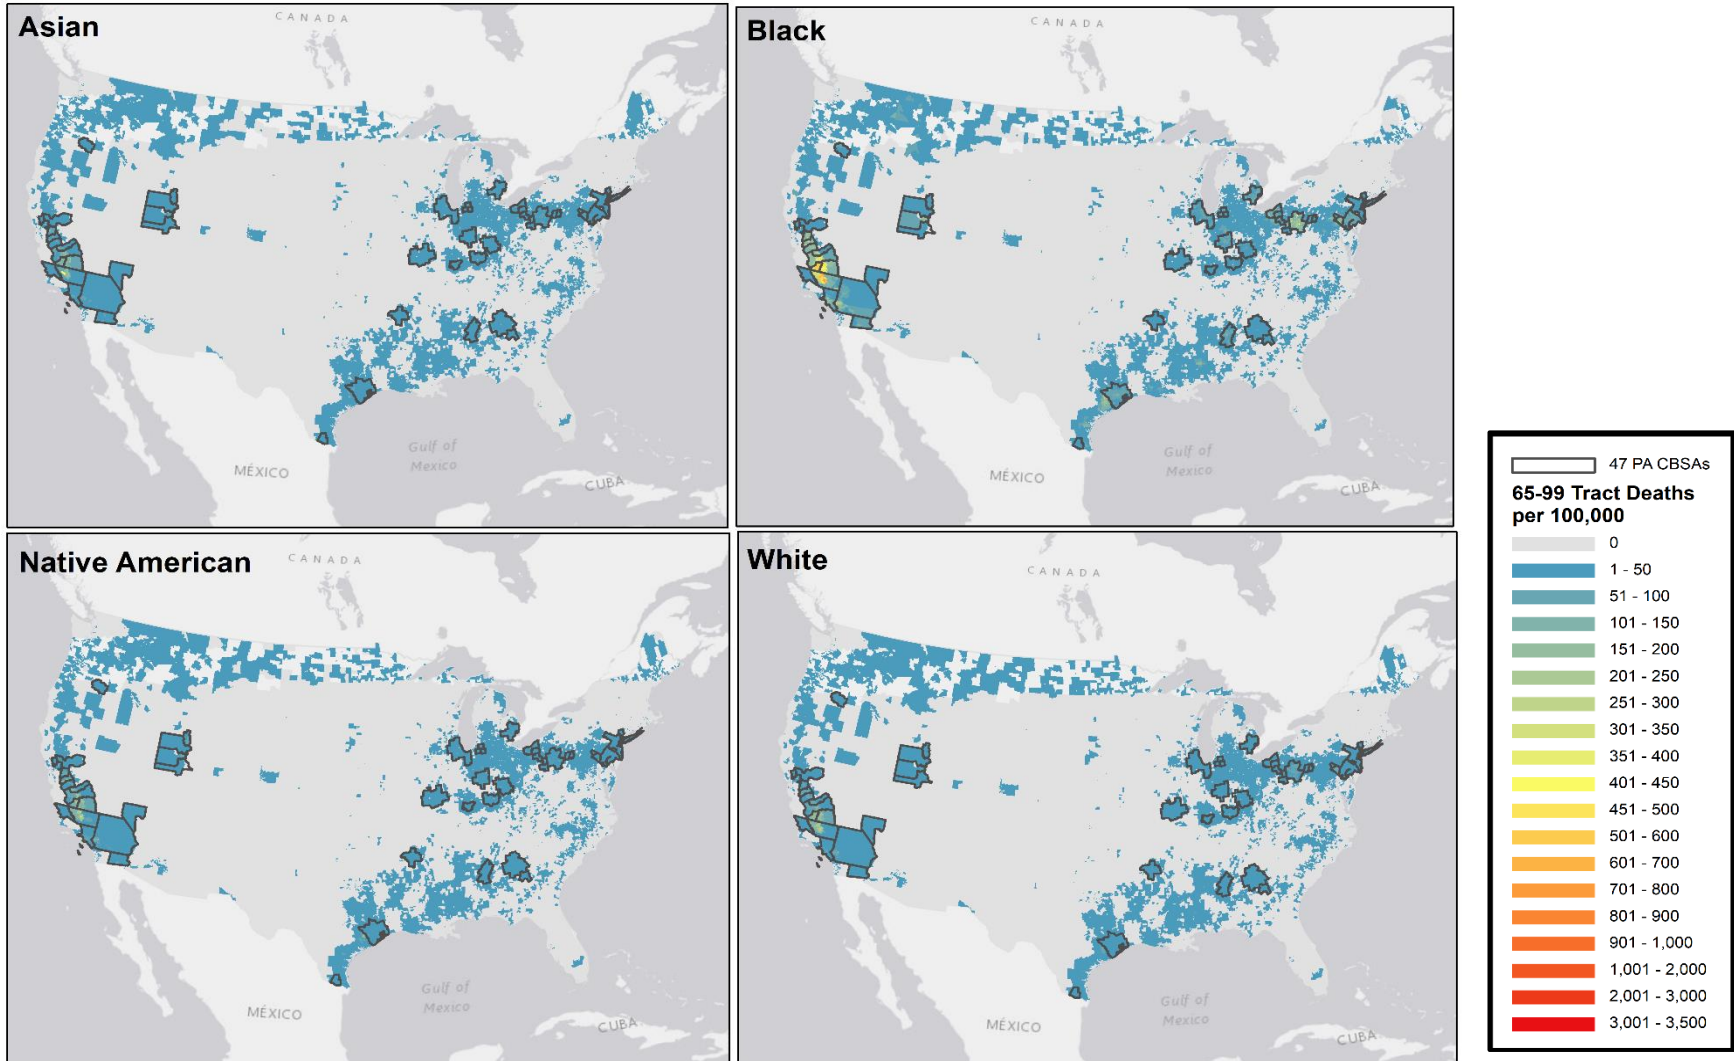 Asian
CANADA
MÉXICO
Gulf of
Mexico
CUBA
Black
CANADA
MÉXICO
Gulf of
Mexico
CUBA
Native American
CANADA
MÉXICO
Gulf of
Mexico
CUBA
White
CANADA
MÉXICO
Gulf of
Mexico
CUBA
47 PA CBSAs
65-99 Tract Deaths
per 100,000
0
1 - 50
51 - 100
101 - 150
151 - 200
201 - 250
251 - 300
301 - 350
351 - 400
401 - 450
451 - 500
501 - 600
601 - 700
701 - 800
801 - 900
901 - 1,000
1,001 - 2,000
2,001 - 3,000
3,001 - 3,500